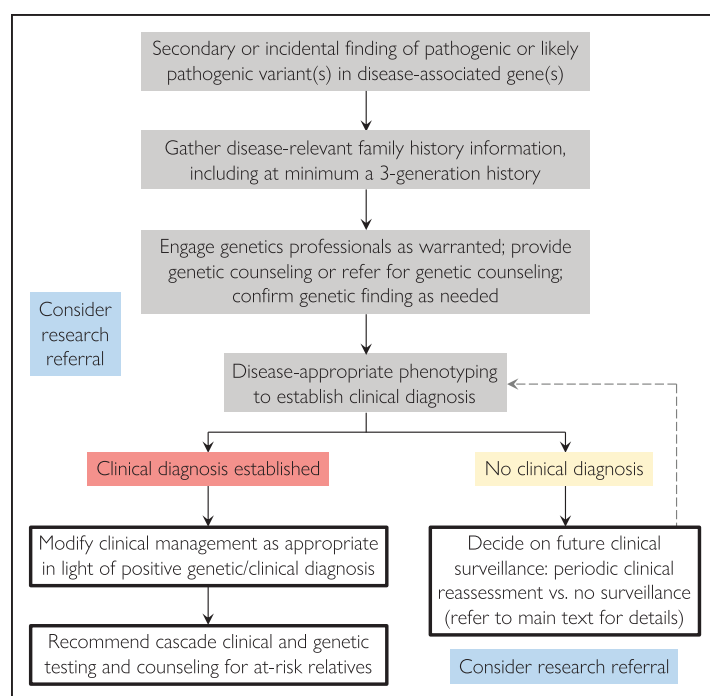 Secondary or incidental finding of pathogenic or likely
pathogenic variant(s) in disease-associated gene(s)
Gather disease-relevant family history information,
including at minimum a 3-generation history
Engage genetics professionals as warranted; provide
genetic counseling or refer for genetic counseling;
confirm genetic finding as needed
Consider
research
referral
Disease-appropriate phenotyping
to establish clinical diagnosis
Clinical diagnosis established
No clinical diagnosis
Modify clinical management as appropriate
in light of positive genetic/clinical diagnosis
Decide on future clinical
surveillance: periodic clinical
reassessment vs. no surveillance
(refer to main text for details)
Recommend cascade clinical and genetic
testing and counseling for at-risk relatives
Consider research referral